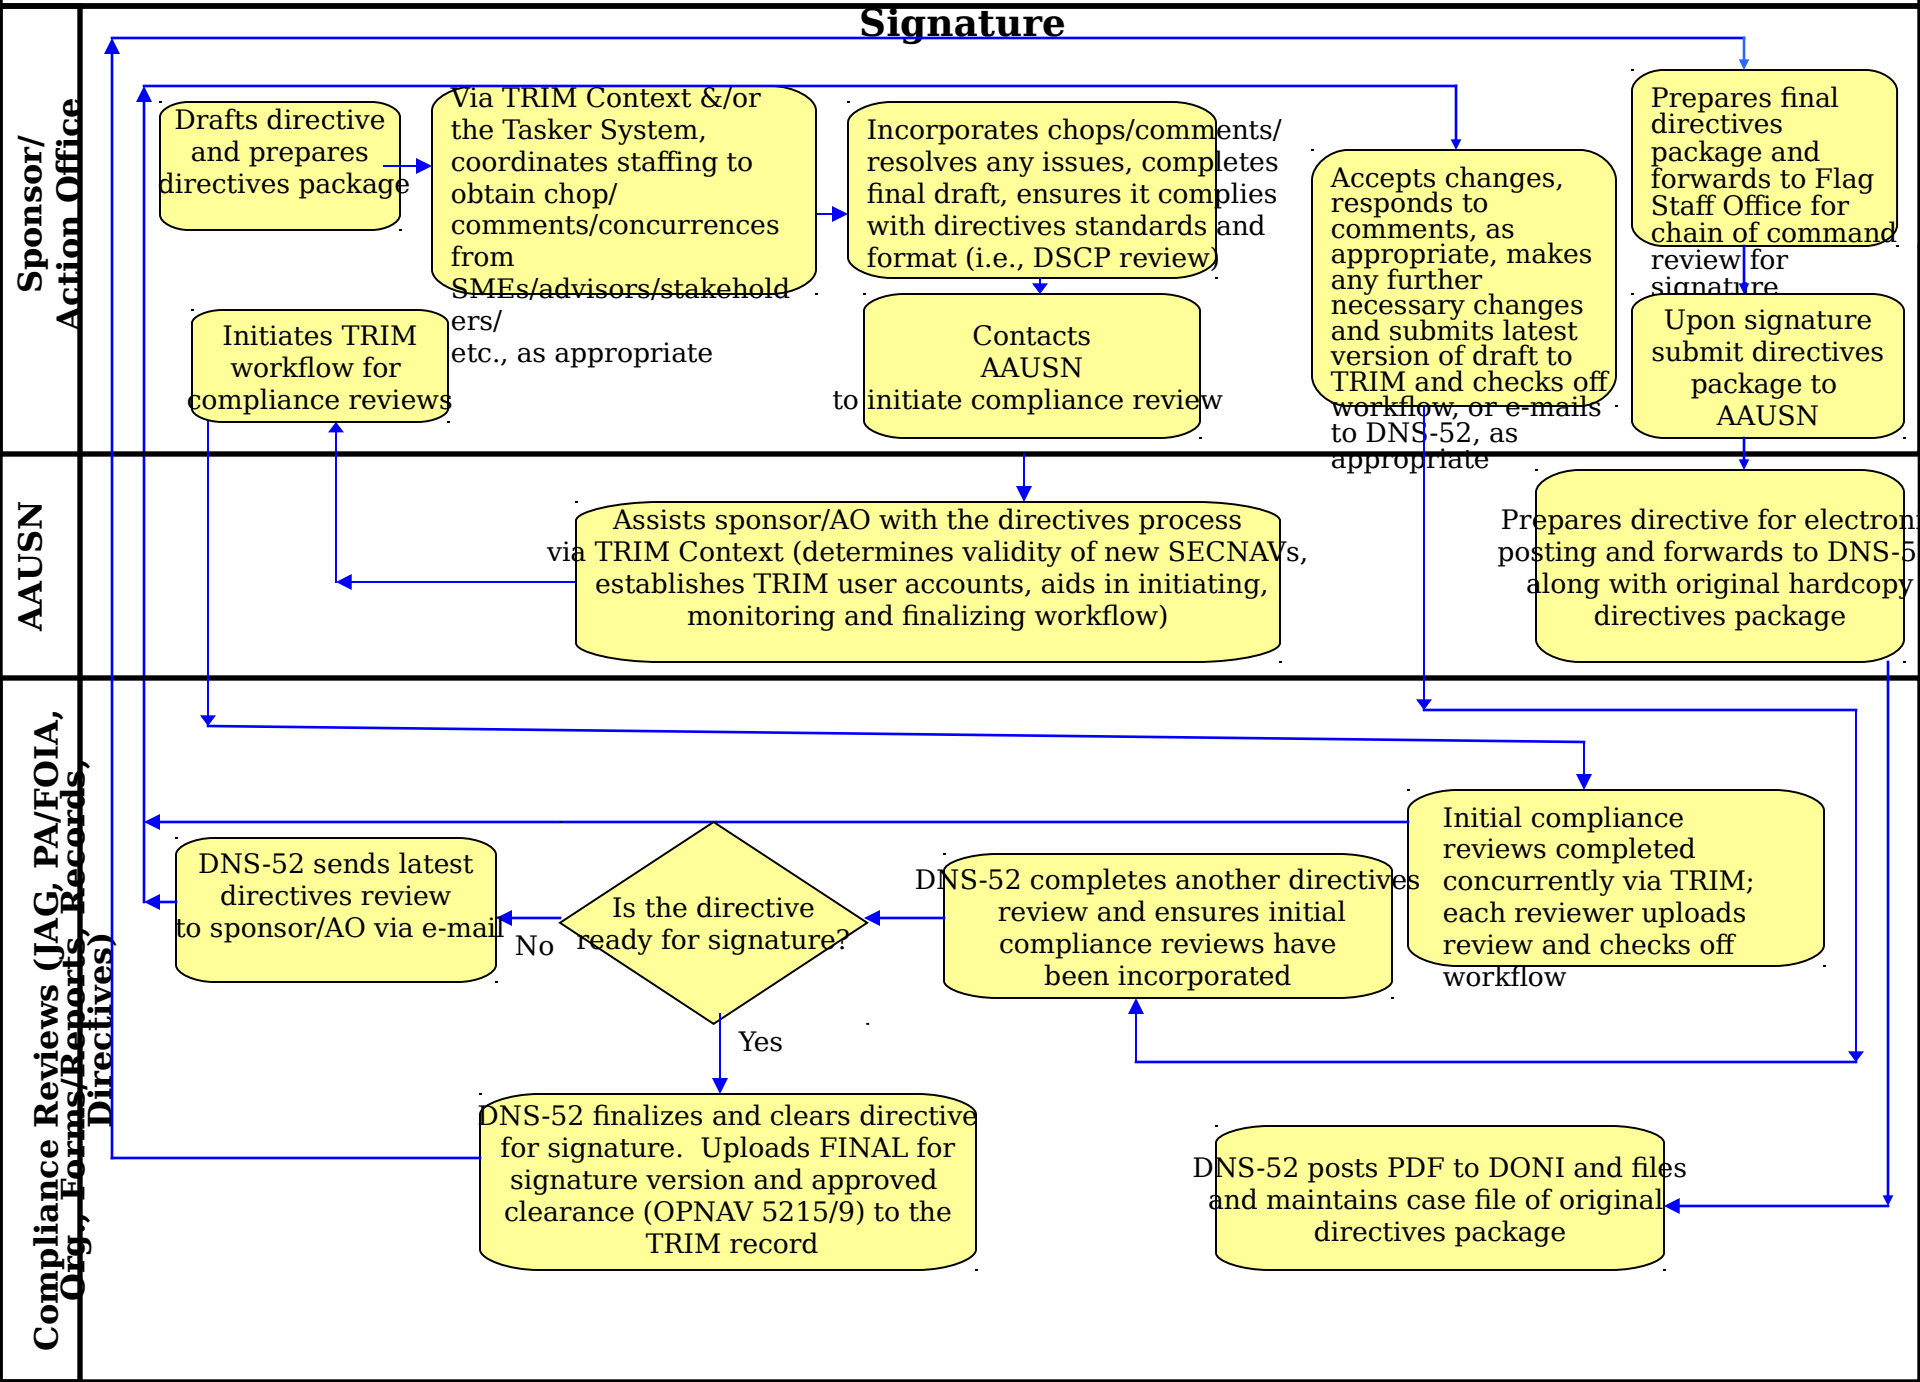 Signature
Sponsor/
Action Office
Drafts directive
and prepares
directives package
Via TRIM Context &/or
the Tasker System,
coordinates staffing to
obtain chop/
comments/concurrences
from
SMEs/advisors/stakehold
ers/
etc., as appropriate
Incorporates chops/comments/
resolves any issues, completes
final draft, ensures it complies
with directives standards and
format (i.e., DSCP review)
Accepts changes,
responds to
comments, as
appropriate, makes
any further
necessary changes
and submits latest
version of draft to
TRIM and checks off
workflow, or e-mails
to DNS-52, as
appropriate
Prepares final
directives
package and
forwards to Flag
Staff Office for
chain of command
review for
signature
Initiates TRIM
workflow for
compliance reviews
Contacts
AAUSN
to initiate compliance review
Upon signature
submit directives
package to
AAUSN
AAUSN
Assists sponsor/AO with the directives process
via TRIM Context (determines validity of new SECNAVs,
establishes TRIM user accounts, aids in initiating,
monitoring and finalizing workflow)
Prepares directive for
posting and forwards to
along with original hardcopy
directives package
Compliance Reviews (JAG, PA/FOIA,
Org., Forms/Reports, Records,
Directives)
DNS-52 sends latest
directives review
to sponsor/AO via e-mail
No
Is the directive
ready for signature?
Yes
DNS-52 completes another directives
review and ensures initial
compliance reviews have
been incorporated
Initial compliance
reviews completed
concurrently via TRIM;
each reviewer uploads
review and checks off
workflow
DNS-52 finalizes and clears directive
for signature.  Uploads FINAL for
signature version and approved
clearance (OPNAV 5215/9) to the
TRIM record
DNS-52 posts PDF to DONI and files
and maintains case file of original
directives package